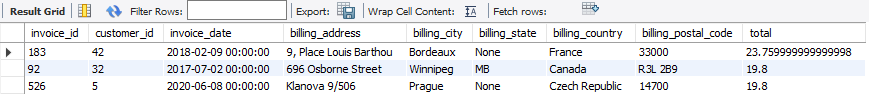 Result Grid Filter Rows: Export: Wrap Cell Content: Fetch rows:
invoice_id customer_id invoice_date billing_address billing_city billing_state billing_country billing_postal_code total
183 42 2018-02-09 00:00:00 9, Place Louis Barthou Bordeaux None France 33000 23.759999999999998
92 32 2017-07-02 00:00:00 696 Osborne Street Winnipeg MB Canada R3L 2B9 19.8
526 5 2020-06-08 00:00:00 Klanova 9/506 Prague None Czech Republic 14700 19.8